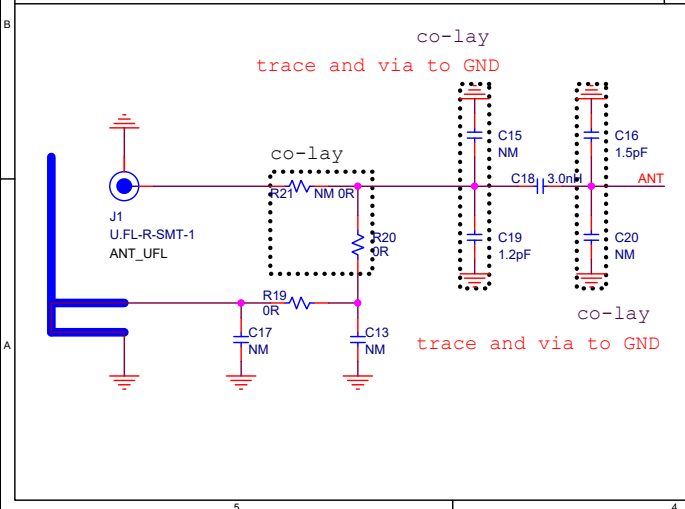 B
co-lay
trace and via to GND
C15
NM
C16
1.5pF
co-lay
R21
NM 0R
C18
3.0nH
ANT
J1
U.FL-R-SMT-1
ANT_UFL
R20
0R
C19
1.2pF
C20
NM
R19
0R
co-lay
C17
NM
C13
NM
A
trace and via to GND
5
4